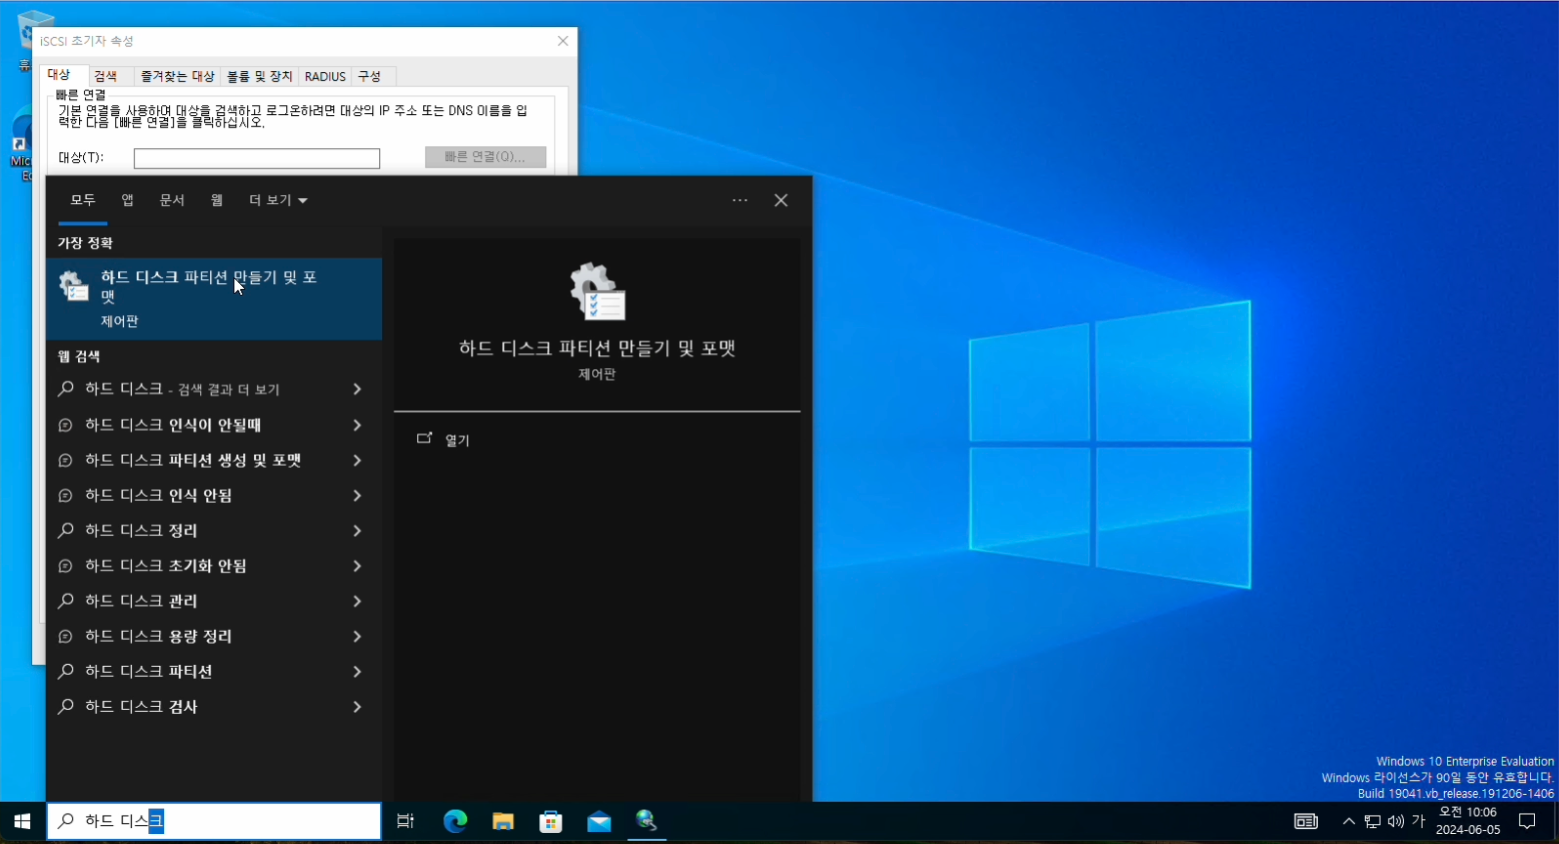 iSCSI 초기자 속성
대상 검색 즐겨찾는 대상 볼륨 및 장치 RADIUS 구성
빠른 연결
기본 연결을 사용하여 대상을 검색하고 로그온하려면 대상의 IP 주소 또는 DNS 이름을 입
력한 다음 [빠른 연결]을 클릭하십시오.
대상(T):
빠른 연결(Q)...
모두 앱 문서 웹 더 보기
가장 정확
하드 디스크 파티션 만들기 및 포
맷
제어판
웹 검색
하드 디스크 - 검색 결과 더 보기
하드 디스크 인식이 안될때
하드 디스크 파티션 생성 및 포맷
하드 디스크 인식 안됨
하드 디스크 정리
하드 디스크 초기화 안됨
하드 디스크 관리
하드 디스크 용량 정리
하드 디스크 파티션
하드 디스크 검사
하드 디스크 파티션 만들기 및 포맷
제어판
열기
Windows 10 Enterprise Evaluation
Windows 라이선스가 90일 동안 유효합니다.
Build 19041.vb_release.191206-1406
하드 디스크
가
오전 10:06
2024-06-05